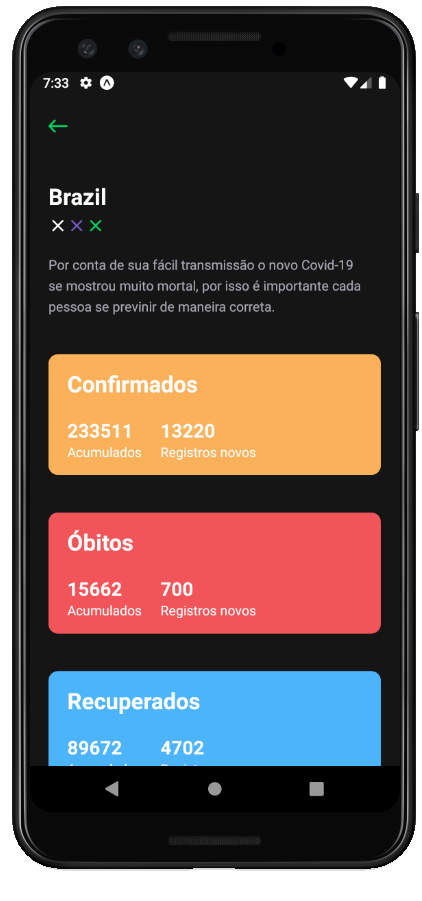 7:33
Brazil
Por conta de sua fácil transmissão o novo Covid-19
se mostrou muito mortal, por isso é importante cada
pessoa se previnir de maneira correta.
Confirmados
233511 13220
Acumulados Registros novos
Óbitos
15662 700
Acumulados Registros novos
Recuperados
89672 4702